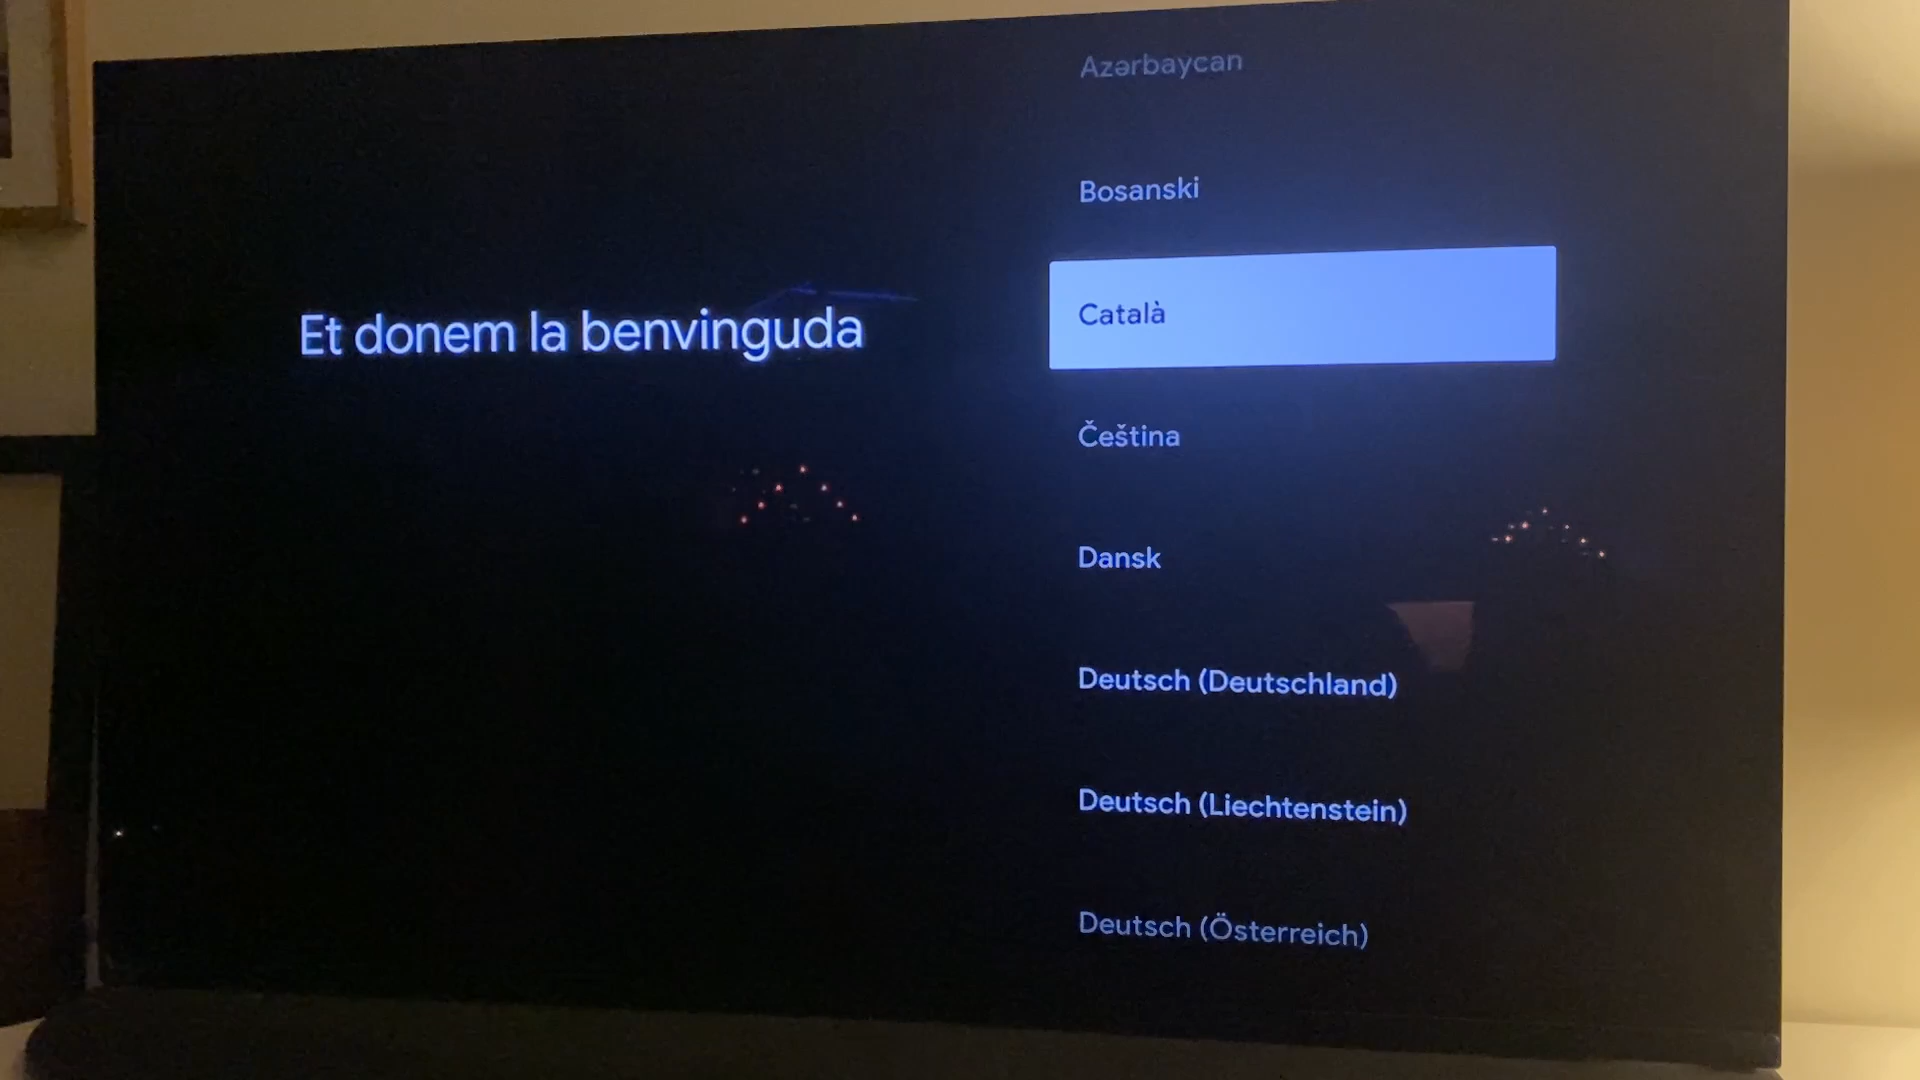 Et donem la benvinguda
Azərbaycan
Bosanski
Català
Čeština
Dansk
Deutsch (Deutschland)
Deutsch (Liechtenstein)
Deutsch (Österreich)